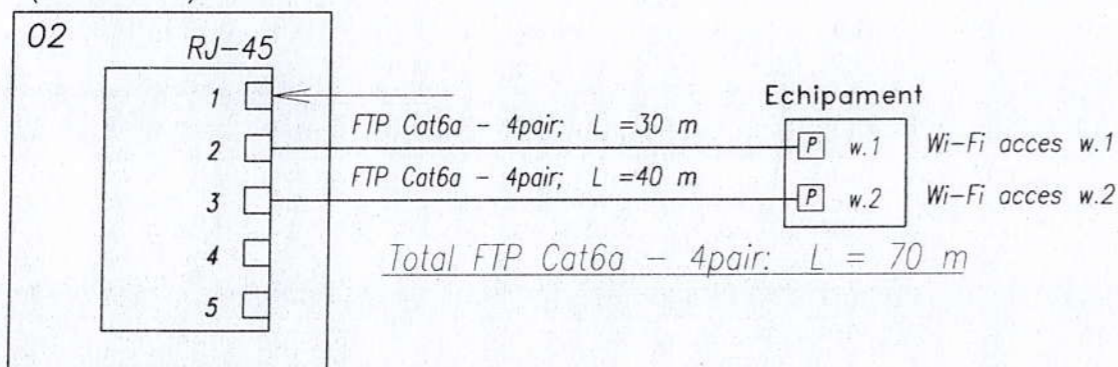 02
RJ-45
1
Echipament
FTP Cat6a - 4pair; L =30 m
2
P w.1 Wi-Fi acces w.1
FTP Cat6a - 4pair; L =40 m
3
P w.2 Wi-Fi acces w.2
4
Total FTP Cat6a - 4pair: L = 70 m
5